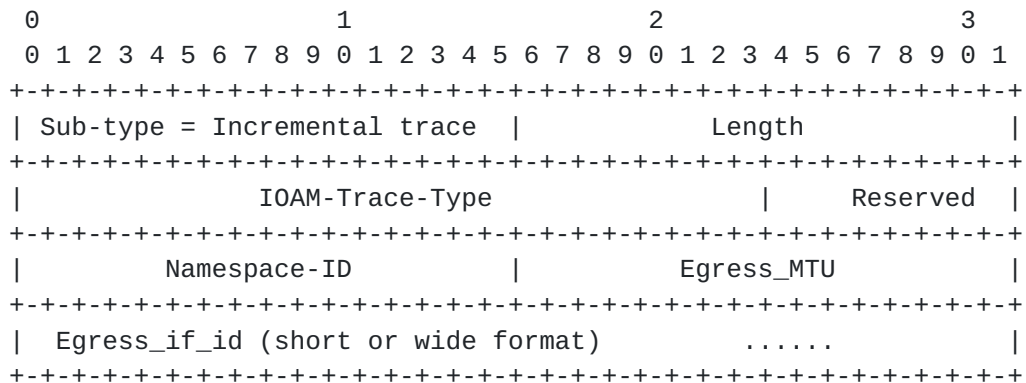 0                   1                   2                   3
 0 1 2 3 4 5 6 7 8 9 0 1 2 3 4 5 6 7 8 9 0 1 2 3 4 5 6 7 8 9 0 1
+-+-+-+-+-+-+-+-+-+-+-+-+-+-+-+-+-+-+-+-+-+-+-+-+-+-+-+-+-+-+-+-+
| Sub-type = Incremental trace  |            Length             |
+-+-+-+-+-+-+-+-+-+-+-+-+-+-+-+-+-+-+-+-+-+-+-+-+-+-+-+-+-+-+-+-+
|               IOAM-Trace-Type                 |     Reserved  |
+-+-+-+-+-+-+-+-+-+-+-+-+-+-+-+-+-+-+-+-+-+-+-+-+-+-+-+-+-+-+-+-+
|         Namespace-ID          |          Egress_MTU           |
+-+-+-+-+-+-+-+-+-+-+-+-+-+-+-+-+-+-+-+-+-+-+-+-+-+-+-+-+-+-+-+-+
|  Egress_if_id (short or wide format)         ......           |
+-+-+-+-+-+-+-+-+-+-+-+-+-+-+-+-+-+-+-+-+-+-+-+-+-+-+-+-+-+-+-+-+